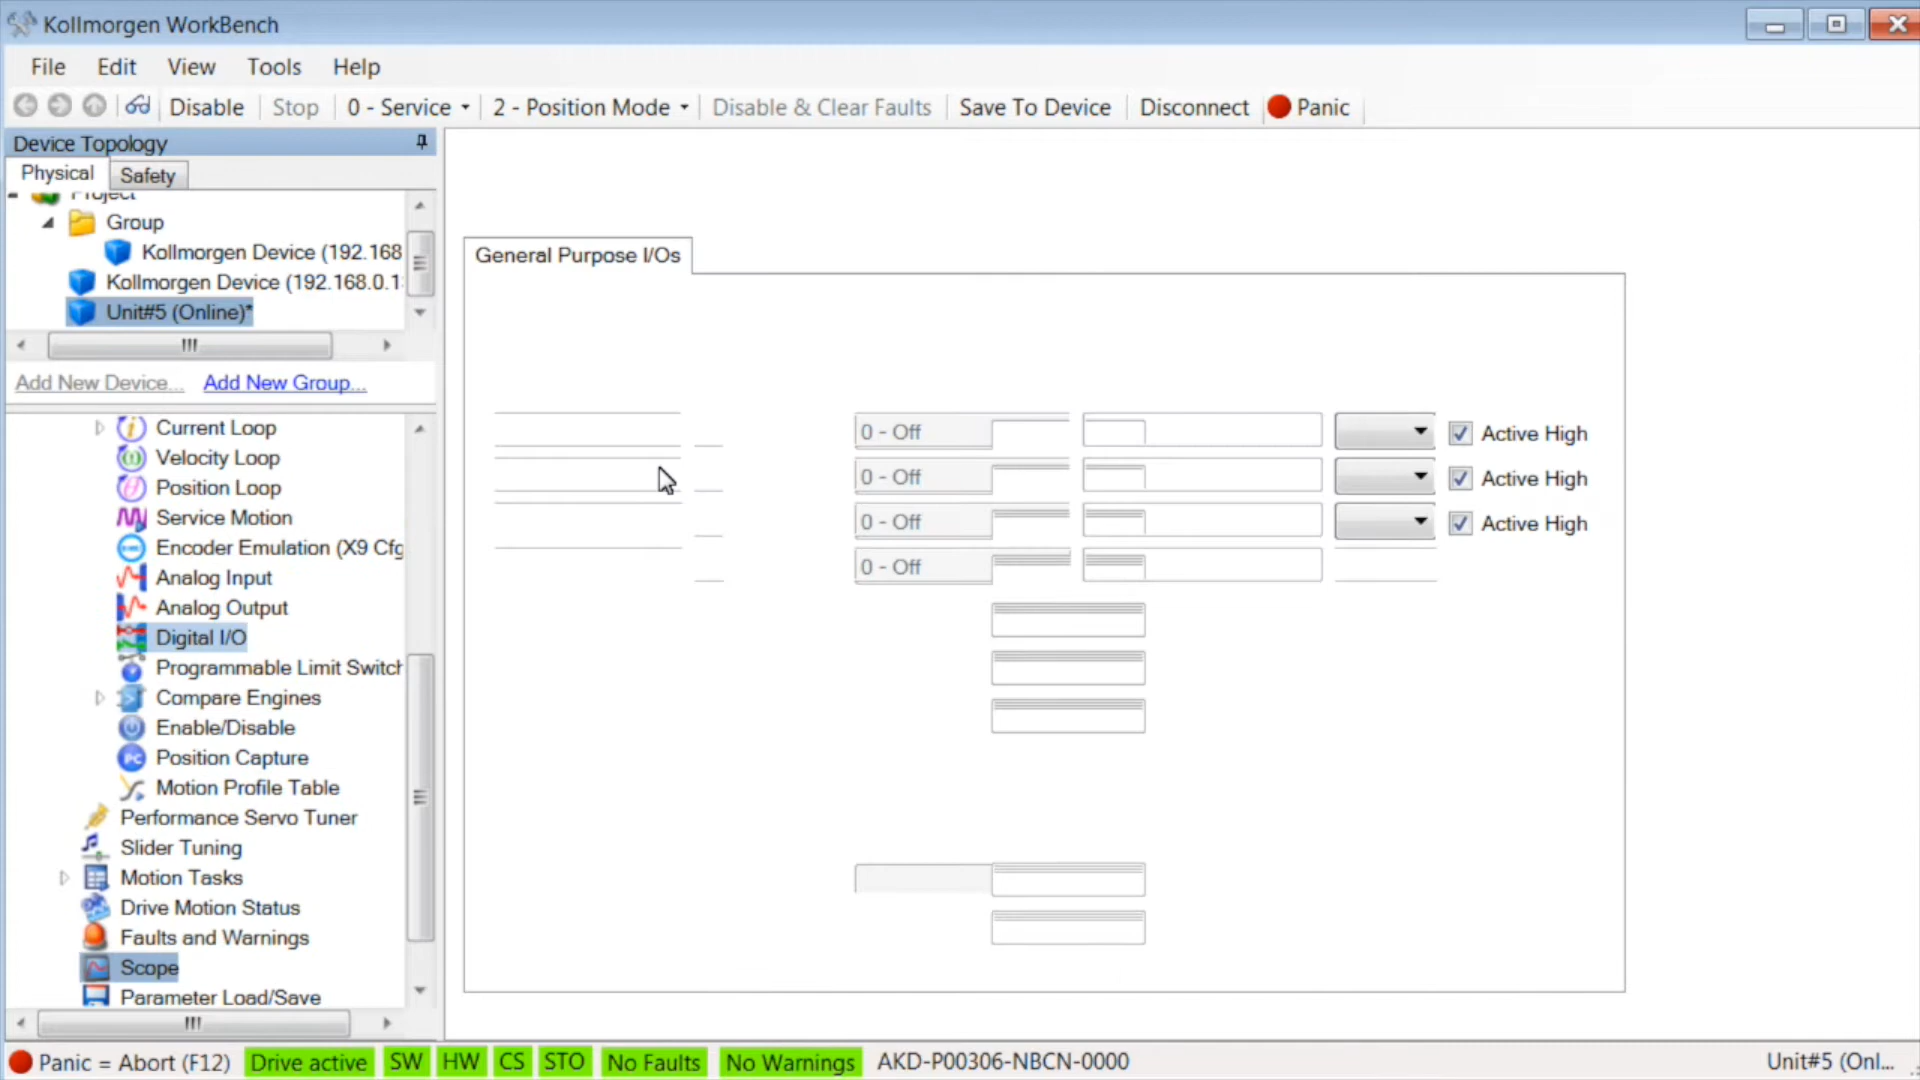 Kollmorgen WorkBench
File Edit View Tools Help
Disable Stop 0 - Service 2 - Position Mode Disable & Clear Faults Save To Device Disconnect Panic
Device Topology
Physical Safety
Project
Group
Kollmorgen Device (192.168
Kollmorgen Device (192.168.0.1
Unit#5 (Online)*
Add New Device... Add New Group...
Current Loop
Velocity Loop
Position Loop
Service Motion
Encoder Emulation (X9 Cfg
Analog Input
Analog Output
Digital I/O
Programmable Limit Switch
Compare Engines
Enable/Disable
Position Capture
Motion Profile Table
Performance Servo Tuner
Slider Tuning
Motion Tasks
Drive Motion Status
Faults and Warnings
Scope
Parameter Load/Save
General Purpose I/Os
0 - Off Active High
0 - Off Active High
0 - Off Active High
0 - Off
Panic = Abort (F12) Drive active SW HW CS STO No Faults No Warnings AKD-P00306-NBCN-0000 Unit#5 (Onl...